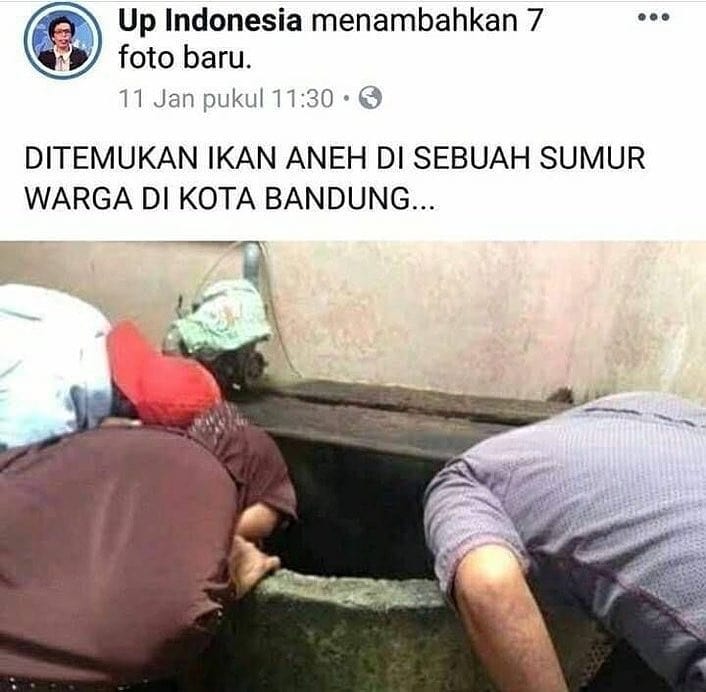 Up Indonesia menambahkan 7
foto baru.
11 Jan pukul 11:30 •
DITEMUKAN IKAN ANEH DI SEBUAH SUMUR
WARGA DI KOTA BANDUNG...